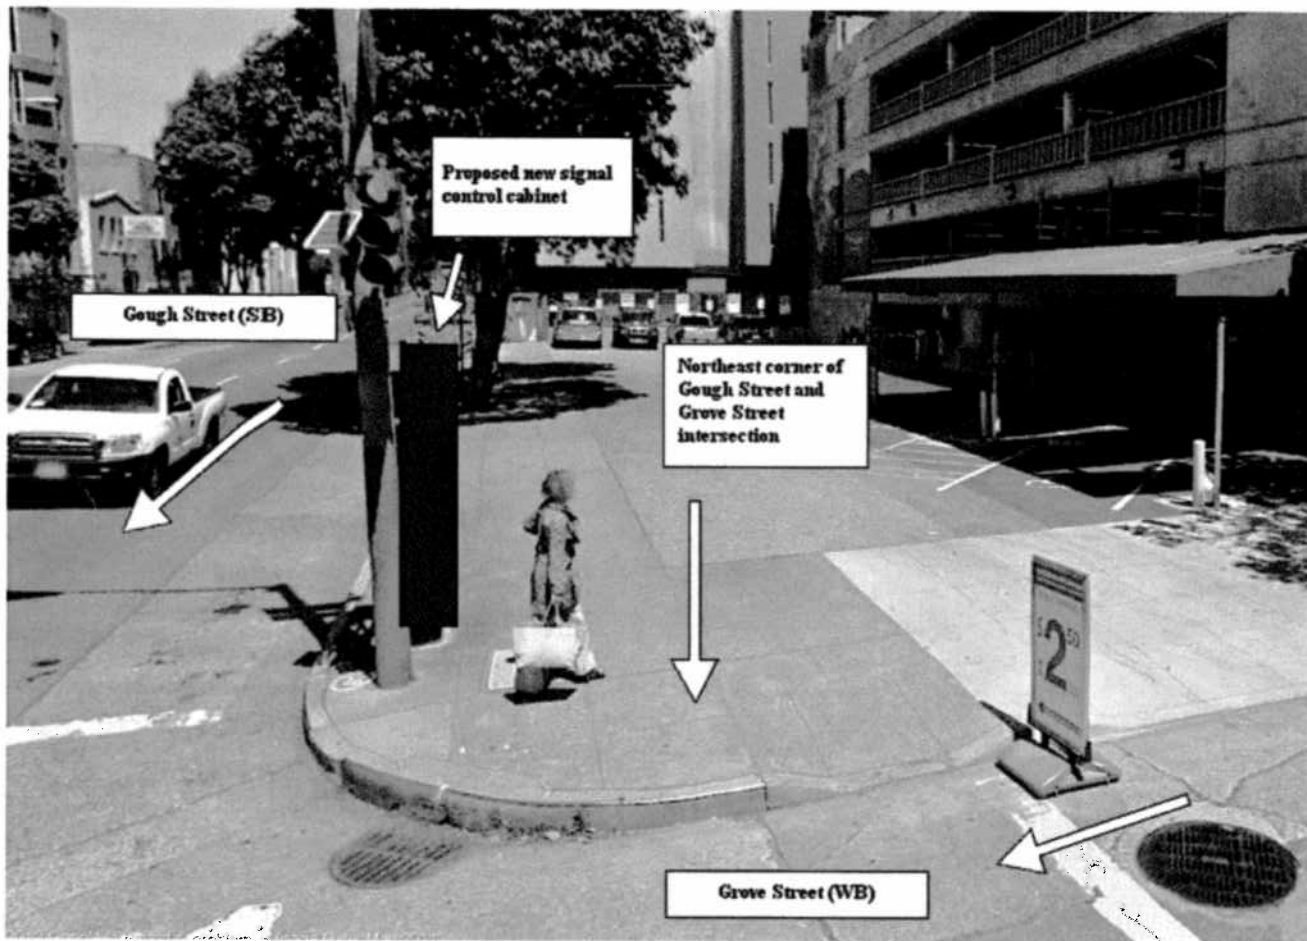 Proposed new signal
control cabinet
Gough Street (SB)
Northeast corner of
Gough Street and
Grove Street
intersection
$2 50
Grove Street (WB)